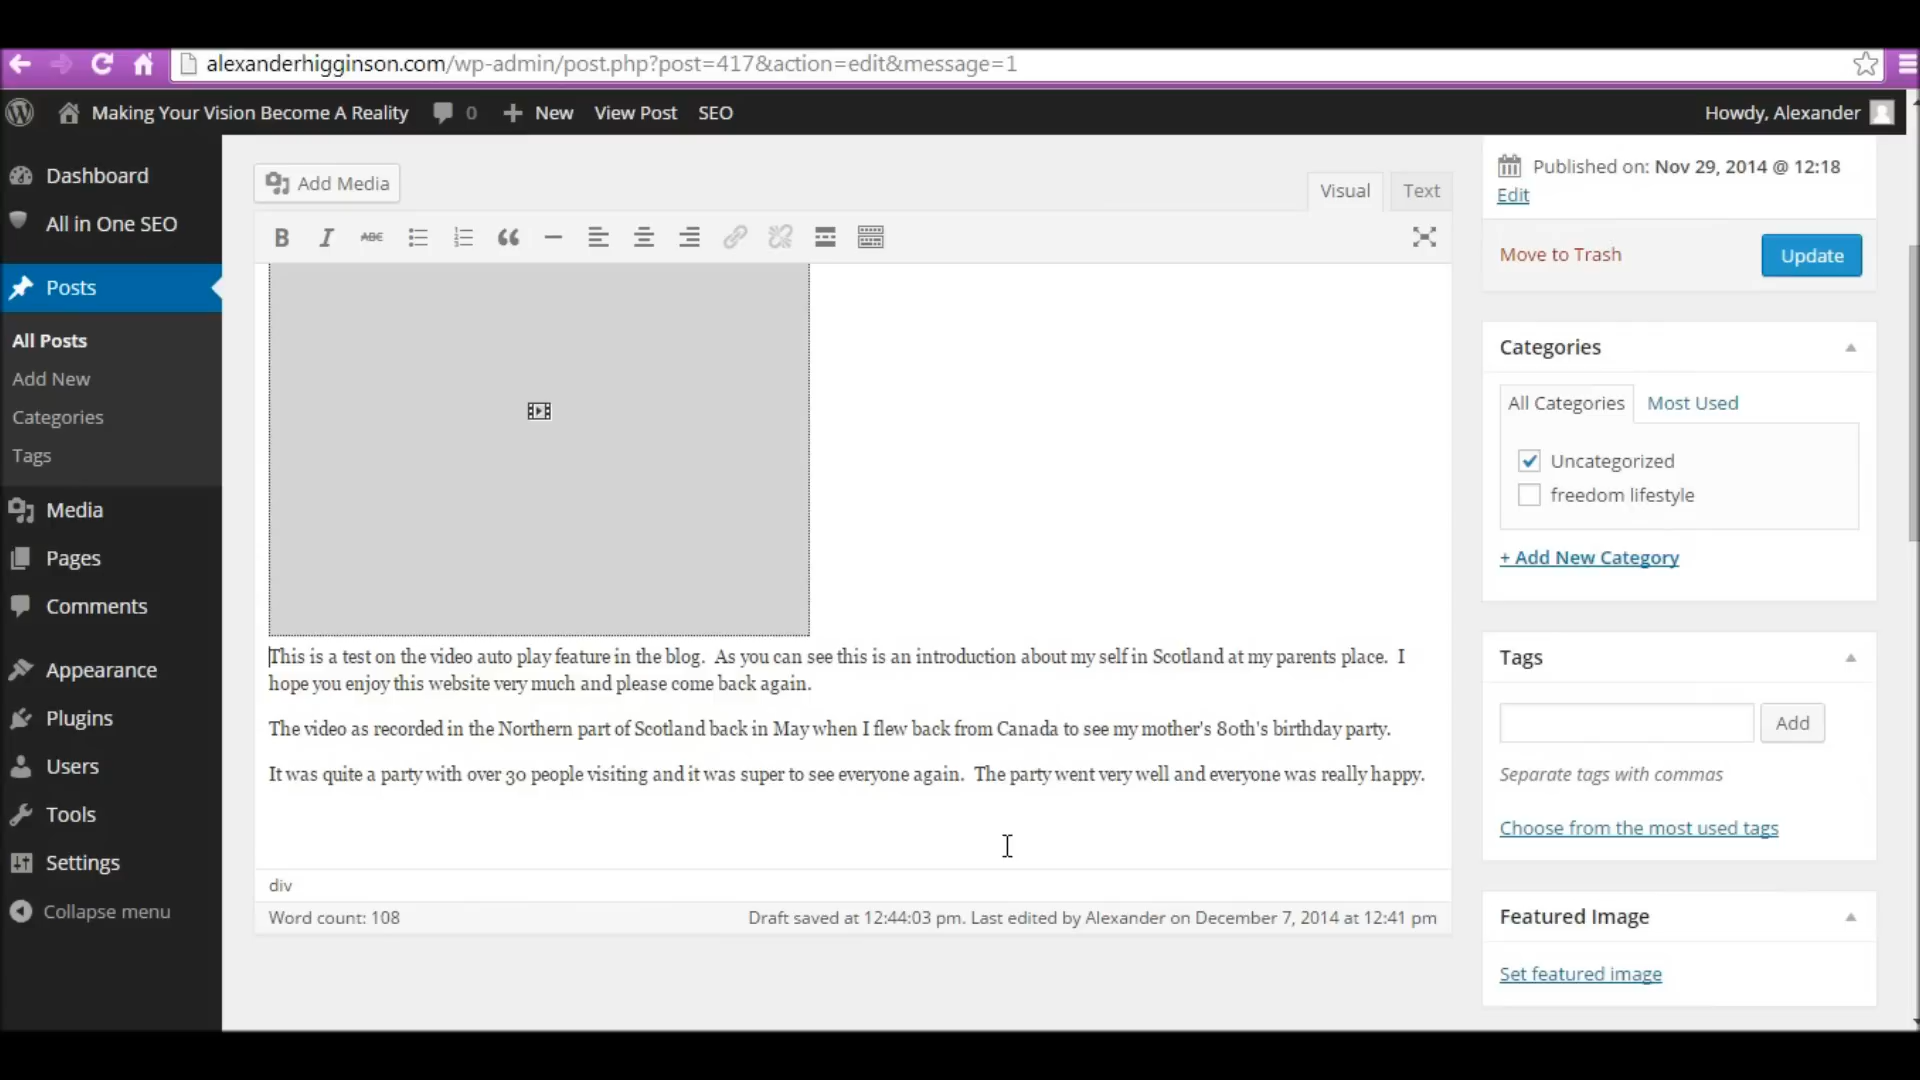 alexanderhigginson.com/wp-admin/post.php?post=417&action=edit&message=1
Making Your Vision Become A Reality 0 New View Post SEO Howdy, Alexander
Dashboard
All in One SEO
Posts
All Posts
Add New
Categories
Tags
Media
Pages
Comments
Appearance
Plugins
Users
Tools
Settings
Collapse menu
Add Media
Visual Text
B I ABC
This is a test on the video auto play feature in the blog.  As you can see this is an introduction about my self in Scotland at my parents place.  I
hope you enjoy this website very much and please come back again.
The video as recorded in the Northern part of Scotland back in May when I flew back from Canada to see my mother's 80th's birthday party.
It was quite a party with over 30 people visiting and it was super to see everyone again.  The party went very well and everyone was really happy.
div
Word count: 108
Draft saved at 12:44:03 pm. Last edited by Alexander on December 7, 2014 at 12:41 pm
Published on: Nov 29, 2014 @ 12:18
Edit
Move to Trash Update
Categories
All Categories Most Used
Uncategorized
freedom lifestyle
+ Add New Category
Tags
Add
Separate tags with commas
Choose from the most used tags
Featured Image
Set featured image